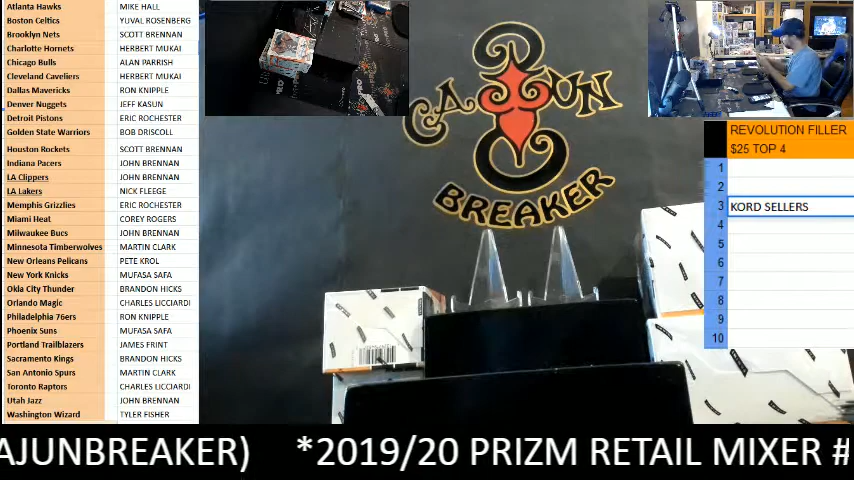 Atlanta Hawks MIKE HALL
Boston Celtics YUVAL ROSENBERG
Brooklyn Nets SCOTT BRENNAN
Charlotte Hornets HERBERT MUKAI
Chicago Bulls ALAN PARRISH
Cleveland Cavaliers HERBERT MUKAI
Dallas Mavericks RON KNIPPLE
Denver Nuggets JEFF KASUN
Detroit Pistons ERIC ROCHESTER
Golden State Warriors BOB DRISCOLL
Houston Rockets SCOTT BRENNAN
Indiana Pacers JOHN BRENNAN
LA Clippers JOHN BRENNAN
LA Lakers NICK FLEEGE
Memphis Grizzlies ERIC ROCHESTER
Miami Heat COREY ROGERS
Milwaukee Bucs JOHN BRENNAN
Minnesota Timberwolves MARTIN CLARK
New Orleans Pelicans PETE KROL
New York Knicks MUFASA SAFA
Okla City Thunder BRANDON HICKS
Orlando Magic CHARLES LICCIARDI
Philadelphia 76ers RON KNIPPLE
Phoenix Suns MUFASA SAFA
Portland Trailblazers JAMES FRINT
Sacramento Kings BRANDON HICKS
San Antonio Spurs MARTIN CLARK
Toronto Raptors CHARLES LICCIARDI
Utah Jazz JOHN BRENNAN
Washington Wizard TYLER FISHER
CAJUN
BREAKER
REVOLUTION FILLER
$25 TOP 4
1
2
3 KORD SELLERS
4
5
6
7
8
9
10
AJUNBREAKER) *2019/20 PRIZM RETAIL MIXER #